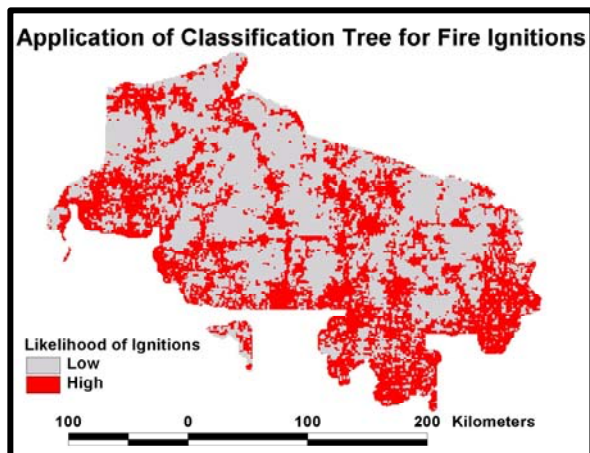 Application of Classification Tree for Fire Ignitions
Likelihood of Ignitions
Low
High
100 0 100 200 Kilometers